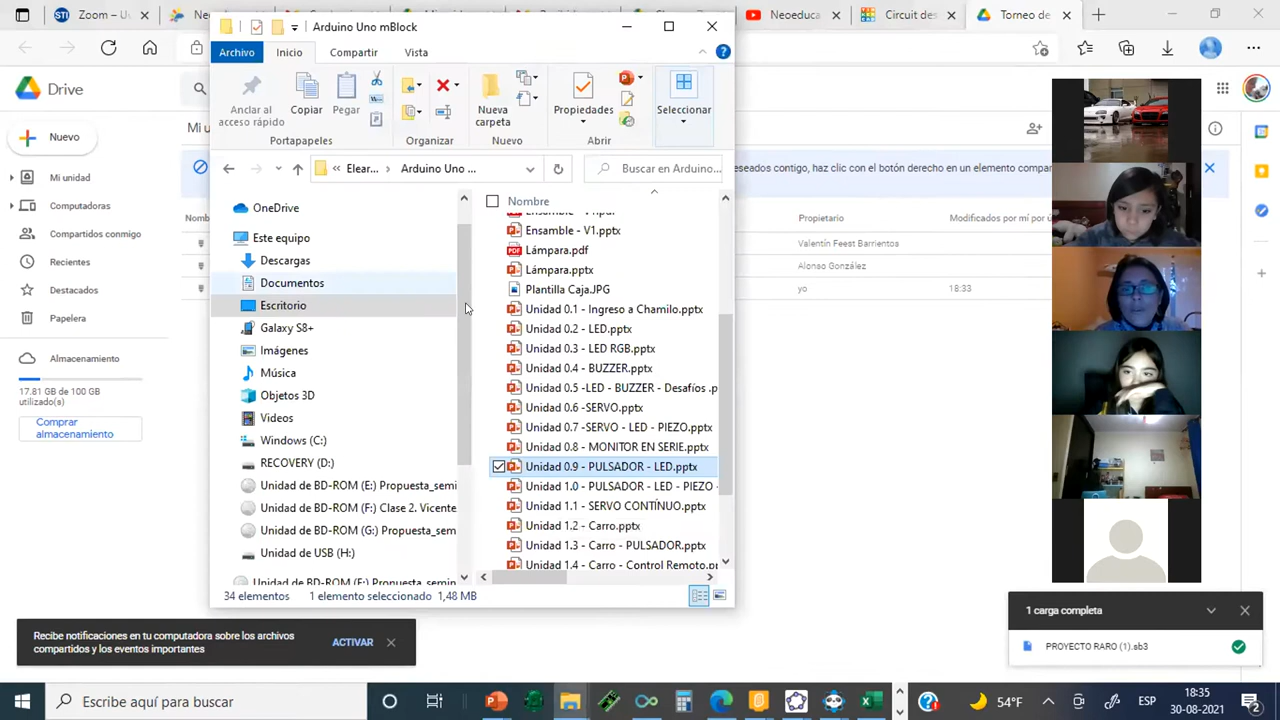 Zoom - U
Arduino Uno mBlock
Neoeduca
Circuit des
Torneo de
Archivo
Inicio
Compartir
Vista
Anclar al
acceso rápido
Copiar
Pegar
Nueva
carpeta
Propiedades
Seleccionar
Portapapeles
Organizar
Nuevo
Abrir
Elear...
Arduino Uno ...
Buscar en Arduino...
Drive
Nuevo
Mi unidad
Computadoras
Compartidos conmigo
Recientes
Destacados
Papelera
Almacenamiento
17.81 GB de 100 GB
utilizado(s)
Comprar
almacenamiento
Mi u
Nomb
eseados contigo, haz clic con el botón derecho en un elemento compar
Propietario
Modificados por mí por ú
Valentín Feest Barrientos
Alonso González
yo
18:33
OneDrive
Este equipo
Descargas
Documentos
Escritorio
Galaxy S8+
Imágenes
Música
Objetos 3D
Videos
Windows (C:)
RECOVERY (D:)
Unidad de BD-ROM (E:) Propuesta_semi
Unidad de BD-ROM (F:) Clase 2. Vicente
Unidad de BD-ROM (G:) Propuesta_sem
Unidad de USB (H:)
Unidad de BD-ROM (E:) Propuesta_semin
Nombre
Ensamble - V1.pdf
Ensamble - V1.pptx
Lámpara.pdf
Lámpara.pptx
Plantilla Caja.JPG
Unidad 0.1 - Ingreso a Chamilo.pptx
Unidad 0.2 - LED.pptx
Unidad 0.3 - LED RGB.pptx
Unidad 0.4 - BUZZER.pptx
Unidad 0.5 -LED - BUZZER - Desafíos .p
Unidad 0.6 -SERVO.pptx
Unidad 0.7 -SERVO - LED - PIEZO.pptx
Unidad 0.8 - MONITOR EN SERIE.pptx
Unidad 0.9 - PULSADOR - LED.pptx
Unidad 1.0 - PULSADOR - LED - PIEZO -
Unidad 1.1 - SERVO CONTÍNUO.pptx
Unidad 1.2 - Carro.pptx
Unidad 1.3 - Carro - PULSADOR.pptx
Unidad 1.4 - Carro - Control Remoto.pp
34 elementos
1 elemento seleccionado 1,48 MB
Recibe notificaciones en tu computadora sobre los archivos
compartidos y los eventos importantes
ACTIVAR
1 carga completa
PROYECTO RARO (1).sb3
Escribe aquí para buscar
54°F
ESP
18:35
30-08-2021
2